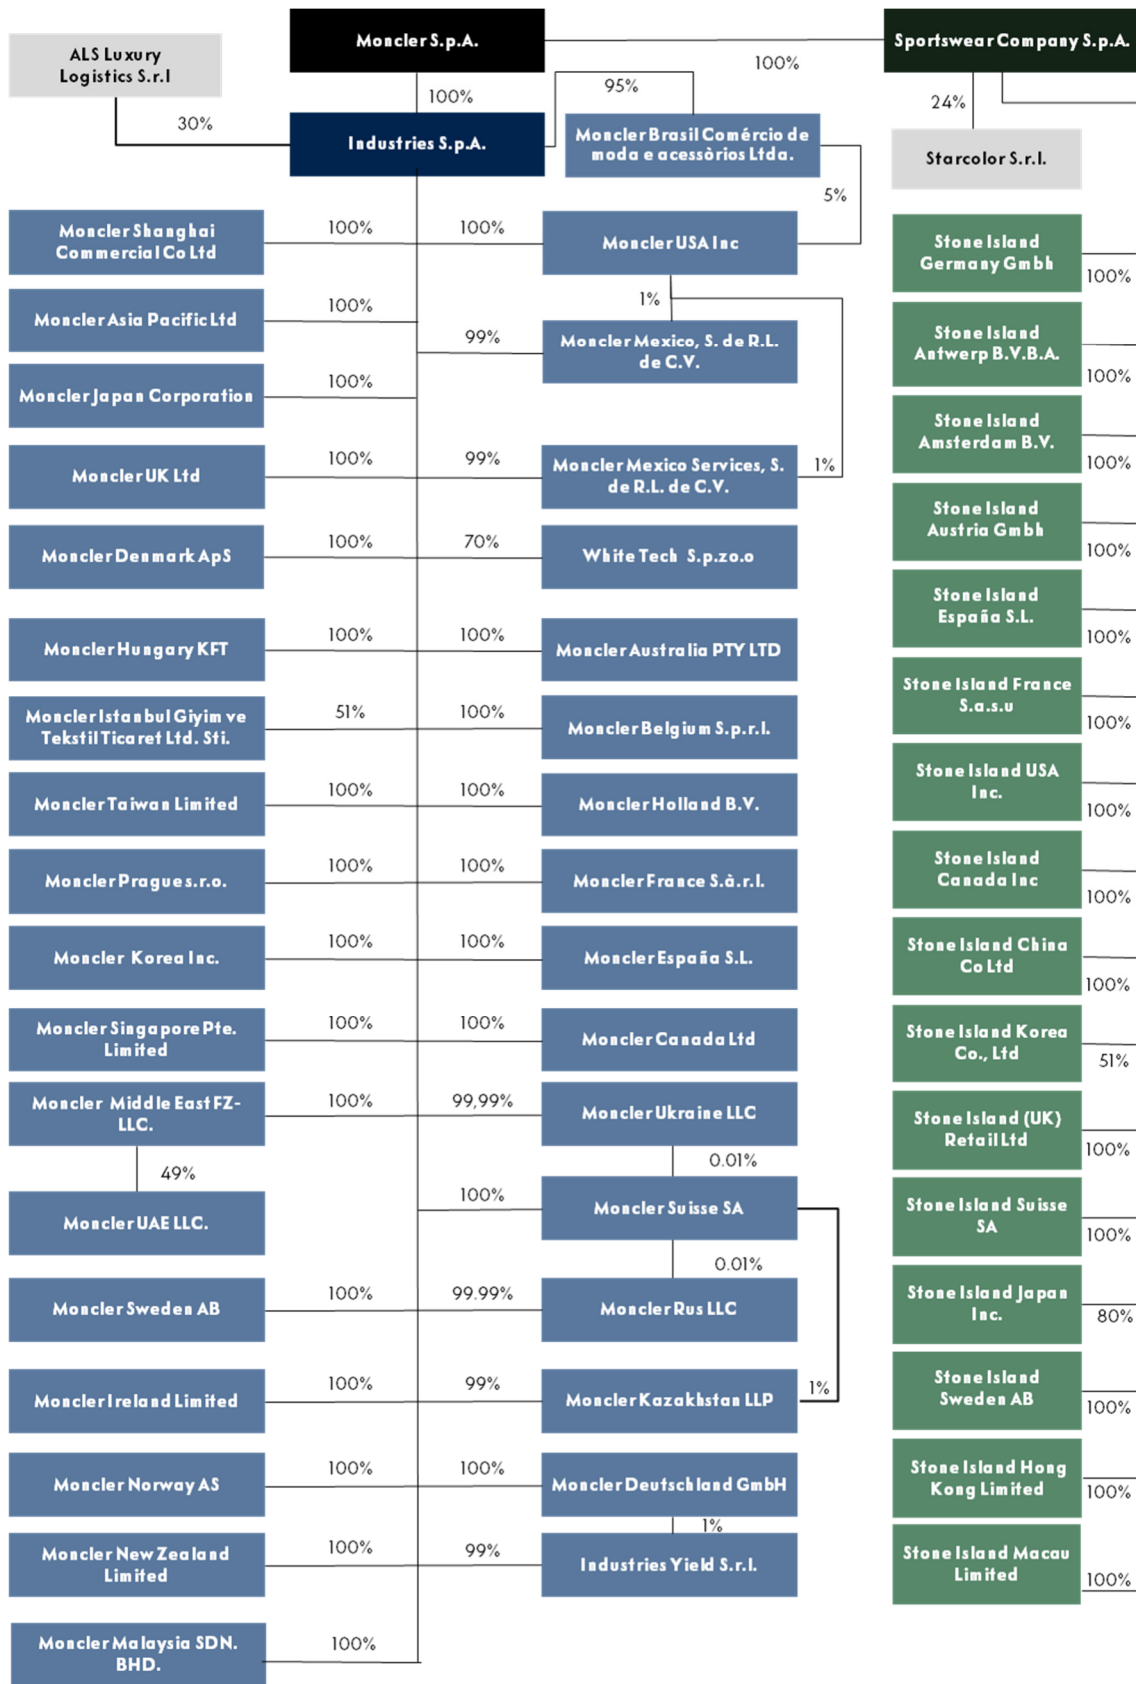 Moncler S.p.A.
Sportswear Company S.p.A.
ALS Luxury
Logistics S.r.l
100%
100%
95%
24%
30%
Industries S.p.A.
Moncler Brasil Comércio de
moda e acessòrios Ltda.
Starcolor S.r.l.
5%
Moncler Shanghai
Commercial Co Ltd
100%
100%
Moncler USA Inc
Stone Island
Germany Gmbh
100%
Moncler Asia Pacific Ltd
100%
1%
99%
Moncler Mexico, S. de R.L.
de C.V.
Stone Island
Antwerp B.V.B.A.
100%
Moncler Japan Corporation
100%
Stone Island
Amsterdam B.V.
100%
Moncler UK Ltd
100%
99%
Moncler Mexico Services, S.
de R.L. de C.V.
1%
Stone Island
Austria Gmbh
100%
Moncler Denmark ApS
100%
70%
White Tech S.p.zo.o
Stone Island
España S.L.
100%
Moncler Hungary KFT
100%
100%
Moncler Australia PTY LTD
Stone Island France
S.a.s.u
100%
Moncler Istanbul Giyim ve
Tekstil Ticaret Ltd. Sti.
51%
100%
Moncler Belgium S.p.r.l.
Stone Island USA
Inc.
100%
Moncler Taiwan Limited
100%
100%
Moncler Holland B.V.
Stone Island
Canada Inc
100%
Moncler Prague s.r.o.
100%
100%
Moncler France S.à.r.l.
Stone Island China
Co Ltd
100%
Moncler Korea Inc.
100%
100%
Moncler España S.L.
Stone Island Korea
Co., Ltd
51%
Moncler Singapore Pte.
Limited
100%
100%
Moncler Canada Ltd
Stone Island (UK)
Retail Ltd
100%
Moncler Middle East FZ-
LLC.
100%
99,99%
Moncler Ukraine LLC
0.01%
49%
Moncler UAE LLC.
100%
Moncler Suisse SA
Stone Island Suisse
SA
100%
0.01%
Moncler Sweden AB
100%
99.99%
Moncler Rus LLC
Stone Island Japan
Inc.
80%
Moncler Ireland Limited
100%
99%
Moncler Kazakhstan LLP
1%
Stone Island
Sweden AB
100%
Moncler Norway AS
100%
100%
Moncler Deutschland GmbH
Stone Island Hong
Kong Limited
100%
1%
Moncler New Zealand
Limited
100%
99%
Industries Yield S.r.l.
Stone Island Macau
Limited
100%
Moncler Malaysia SDN.
BHD.
100%